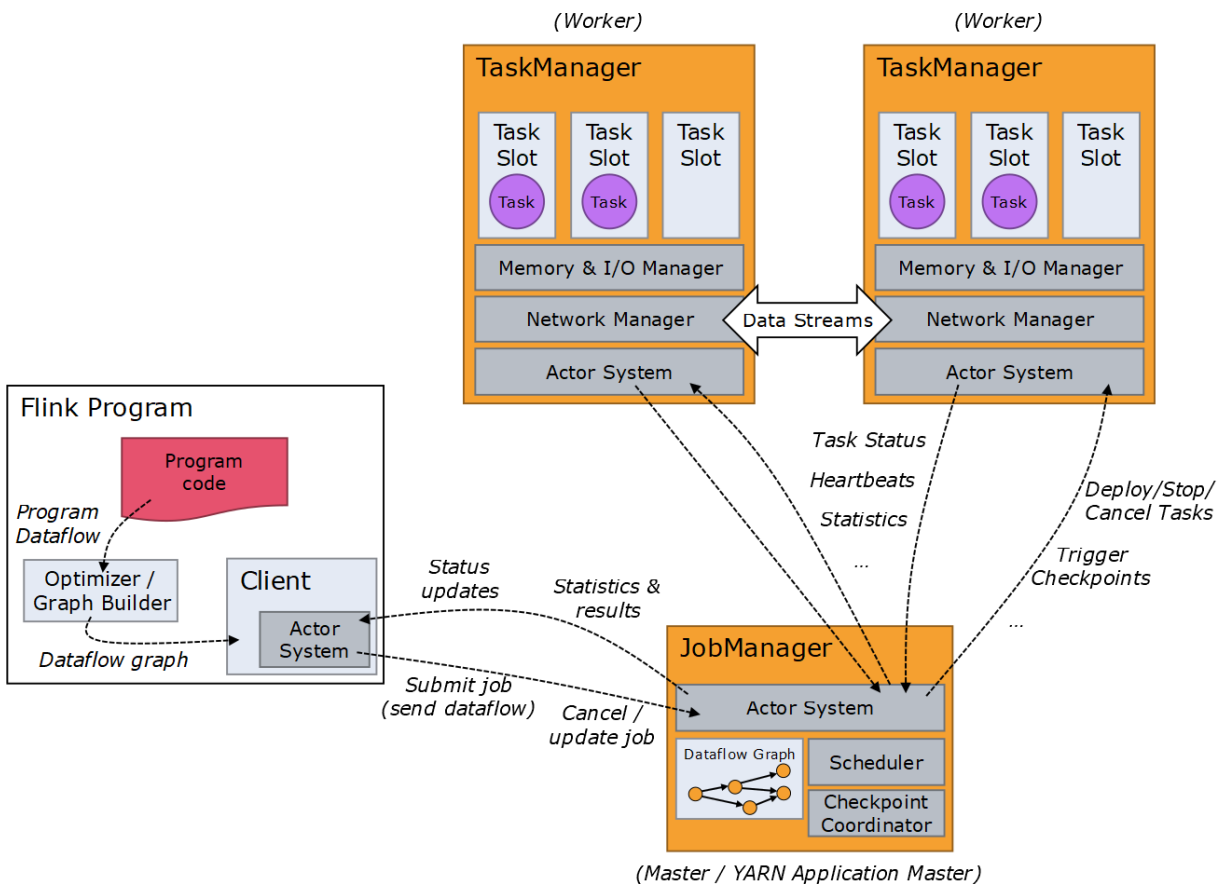 (Worker)
(Worker)
TaskManager
TaskManager
Task
Slot
Task
Slot
Task
Slot
Task
Slot
Task
Slot
Task
Slot
Task
Task
Task
Task
Memory & I/O Manager
Memory & I/O Manager
Network Manager
Data Streams
Network Manager
Actor System
Actor System
Flink Program
Program
code
Program
Dataflow
Optimizer /
Graph Builder
Client
Actor
System
Dataflow graph
Status
updates
Statistics &
results
Submit job
(send dataflow)
Cancel /
update job
Task Status
Heartbeats
Statistics
...
Deploy/Stop/
Cancel Tasks
Trigger
Checkpoints
...
JobManager
Actor System
Dataflow Graph
Scheduler
Checkpoint
Coordinator
(Master / YARN Application Master)